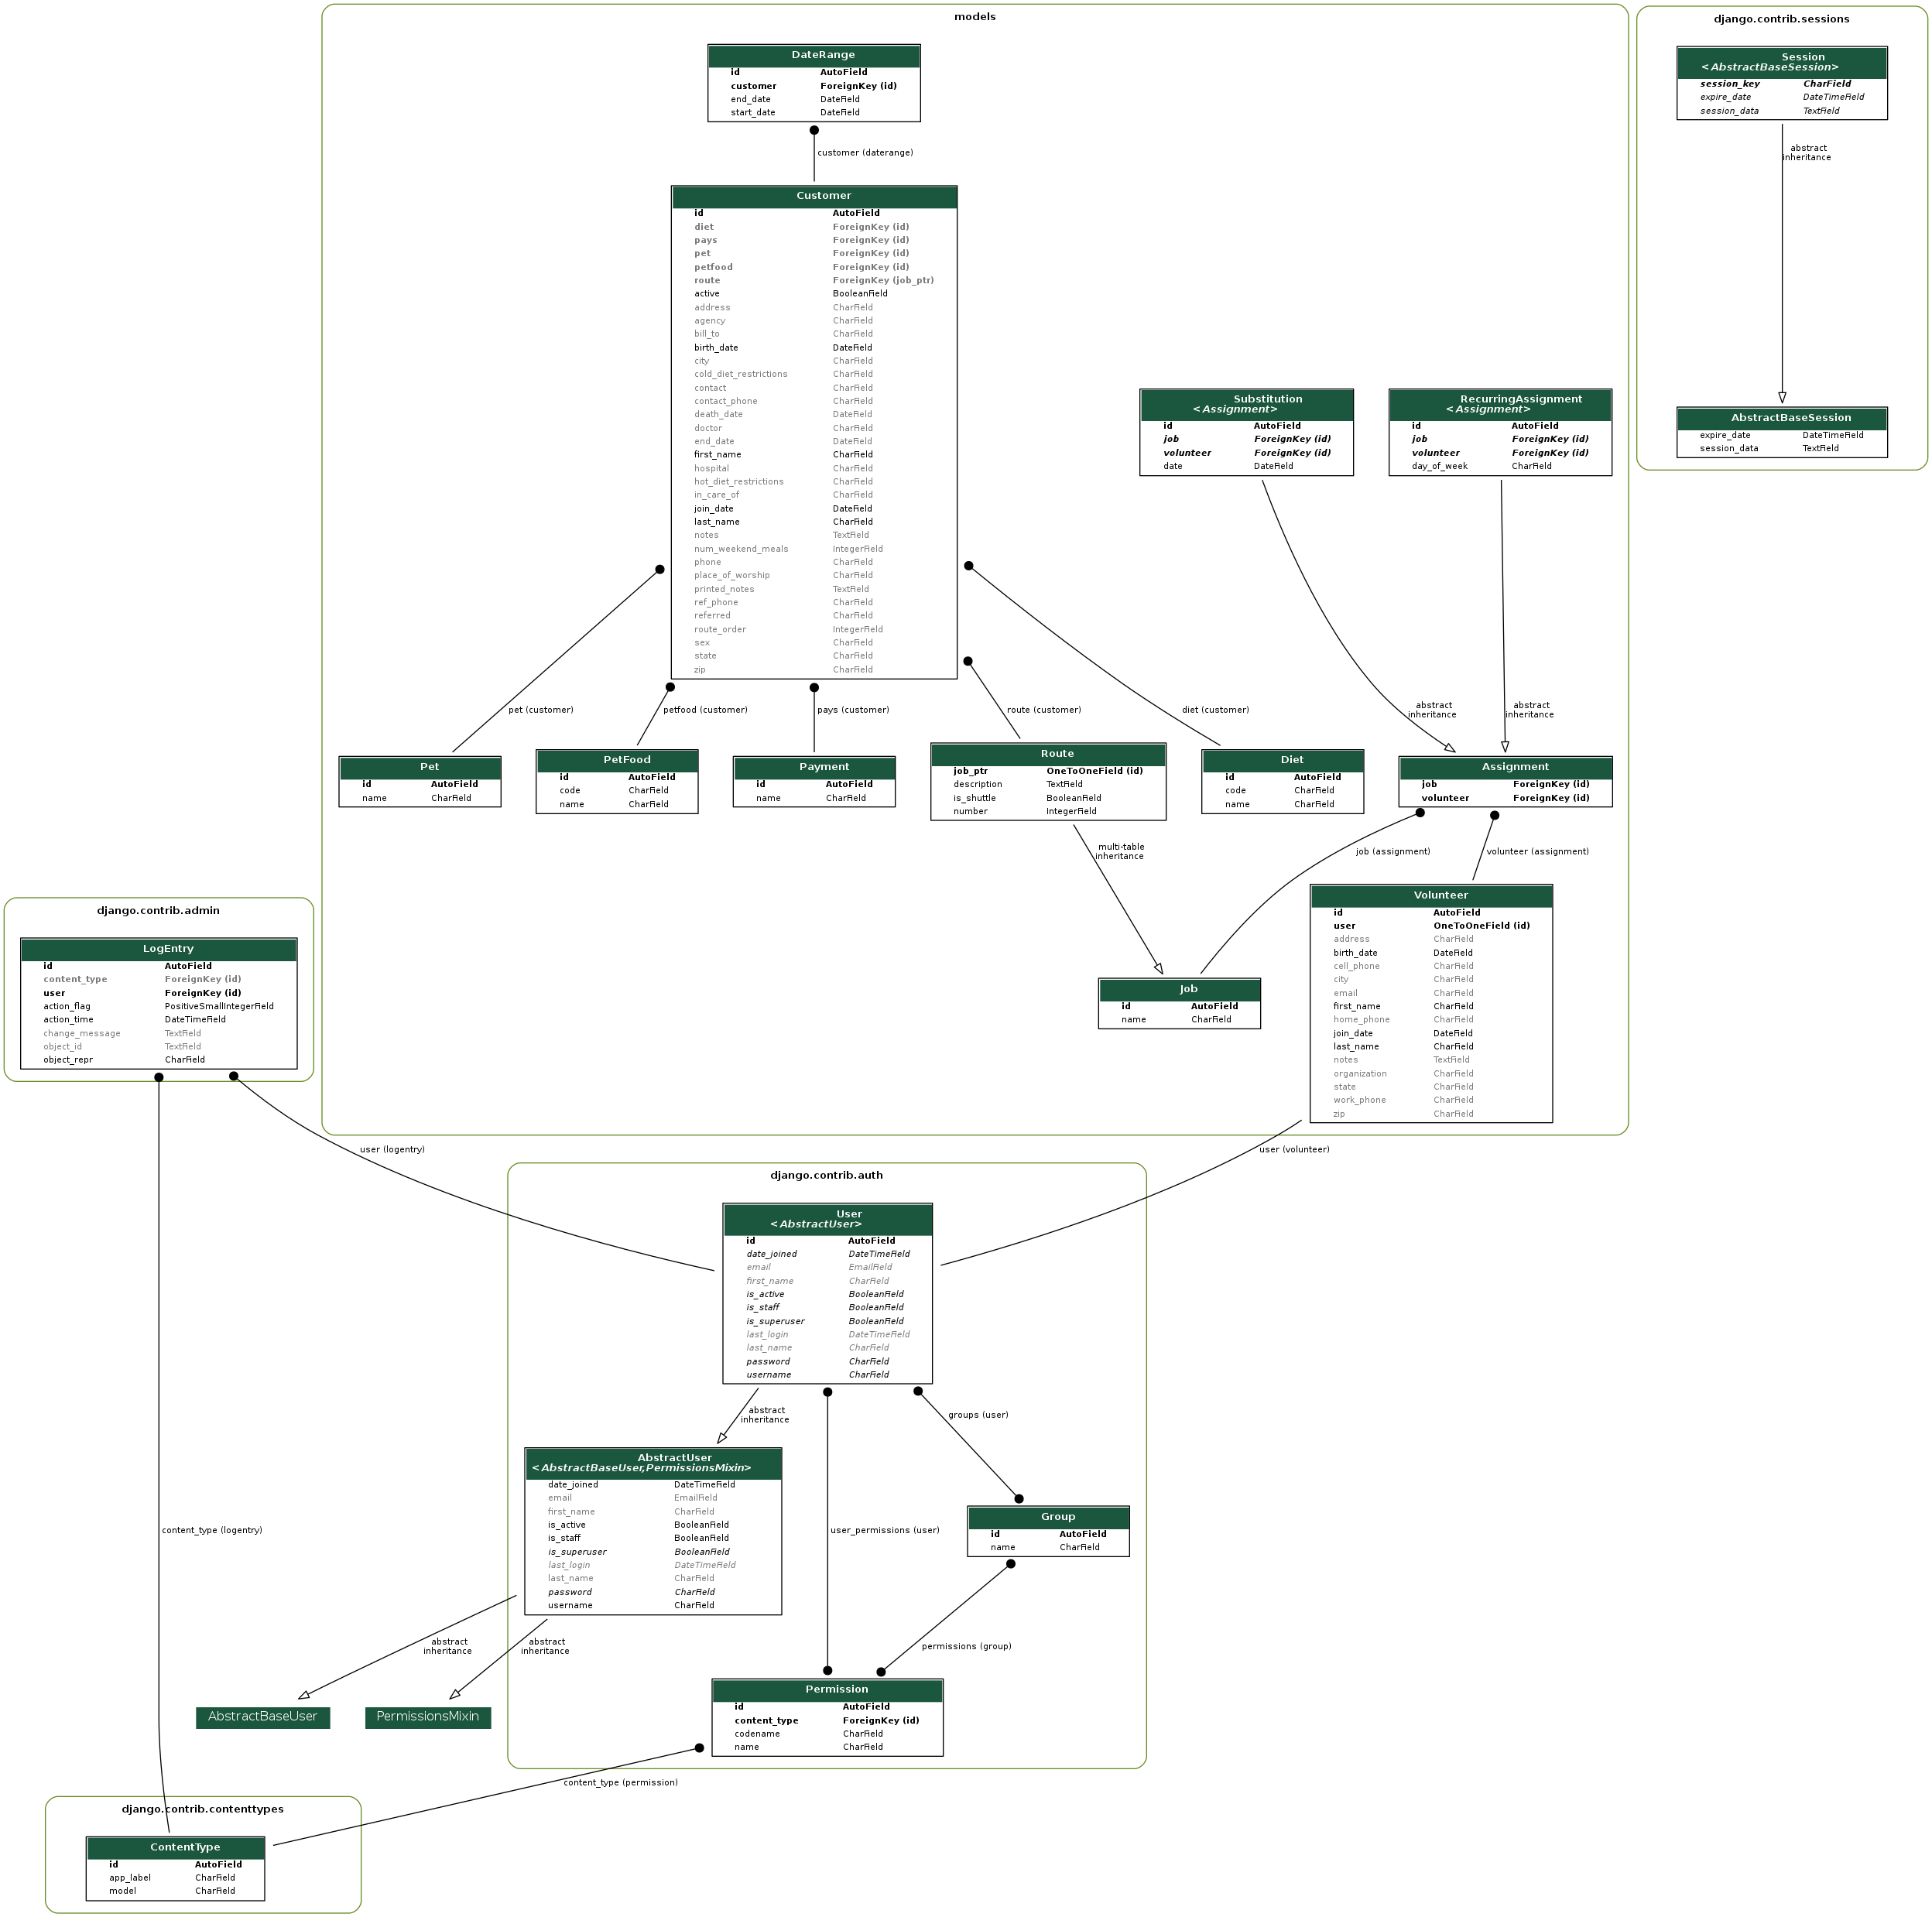 models
DateRange
id AutoField
customer ForeignKey (id)
end_date DateField
start_date DateField
customer (daterange)
Customer
id AutoField
diet ForeignKey (id)
pays ForeignKey (id)
pet ForeignKey (id)
petfood ForeignKey (id)
route ForeignKey (job_ptr)
active BooleanField
address CharField
agency CharField
bill_to CharField
birth_date DateField
city CharField
cold_diet_restrictions CharField
contact CharField
contact_phone CharField
death_date DateField
doctor CharField
end_date DateField
first_name CharField
hospital CharField
hot_diet_restrictions CharField
in_care_of CharField
join_date DateField
last_name CharField
notes TextField
num_weekend_meals IntegerField
phone CharField
place_of_worship CharField
printed_notes TextField
ref_phone CharField
referred CharField
route_order IntegerField
sex CharField
state CharField
zip CharField
Substitution
<Assignment>
id AutoField
job ForeignKey (id)
volunteer ForeignKey (id)
date DateField
RecurringAssignment
<Assignment>
id AutoField
job ForeignKey (id)
volunteer ForeignKey (id)
day_of_week CharField
django.contrib.sessions
Session
<AbstractBaseSession>
session_key CharField
expire_date DateTimeField
session_data TextField
abstract
inheritance
AbstractBaseSession
expire_date DateTimeField
session_data TextField
pet (customer)
petfood (customer)
pays (customer)
route (customer)
diet (customer)
abstract
inheritance
abstract
inheritance
Pet
id AutoField
name CharField
PetFood
id AutoField
code CharField
name CharField
Payment
id AutoField
name CharField
Route
job_ptr OneToOneField (id)
description TextField
is_shuttle BooleanField
number IntegerField
Diet
id AutoField
code CharField
name CharField
Assignment
job ForeignKey (id)
volunteer ForeignKey (id)
multi-table
inheritance
job (assignment)
volunteer (assignment)
Job
id AutoField
name CharField
Volunteer
id AutoField
user OneToOneField (id)
address CharField
birth_date DateField
cell_phone CharField
city CharField
email CharField
first_name CharField
home_phone CharField
join_date DateField
last_name CharField
notes TextField
organization CharField
state CharField
work_phone CharField
zip CharField
django.contrib.admin
LogEntry
id AutoField
content_type ForeignKey (id)
user ForeignKey (id)
action_flag PositiveSmallIntegerField
action_time DateTimeField
change_message TextField
object_id TextField
object_repr CharField
user (logentry)
user (volunteer)
django.contrib.auth
User
<AbstractUser>
id AutoField
date_joined DateTimeField
email EmailField
first_name CharField
is_active BooleanField
is_staff BooleanField
is_superuser BooleanField
last_login DateTimeField
last_name CharField
password CharField
username CharField
abstract
inheritance
groups (user)
AbstractUser
<AbstractBaseUser,PermissionsMixin>
date_joined DateTimeField
email EmailField
first_name CharField
is_active BooleanField
is_staff BooleanField
is_superuser BooleanField
last_login DateTimeField
last_name CharField
password CharField
username CharField
content_type (logentry)
user_permissions (user)
Group
id AutoField
name CharField
abstract
inheritance
abstract
inheritance
permissions (group)
AbstractBaseUser
PermissionsMixin
Permission
id AutoField
content_type ForeignKey (id)
codename CharField
name CharField
content_type (permission)
django.contrib.contenttypes
ContentType
id AutoField
app_label CharField
model CharField